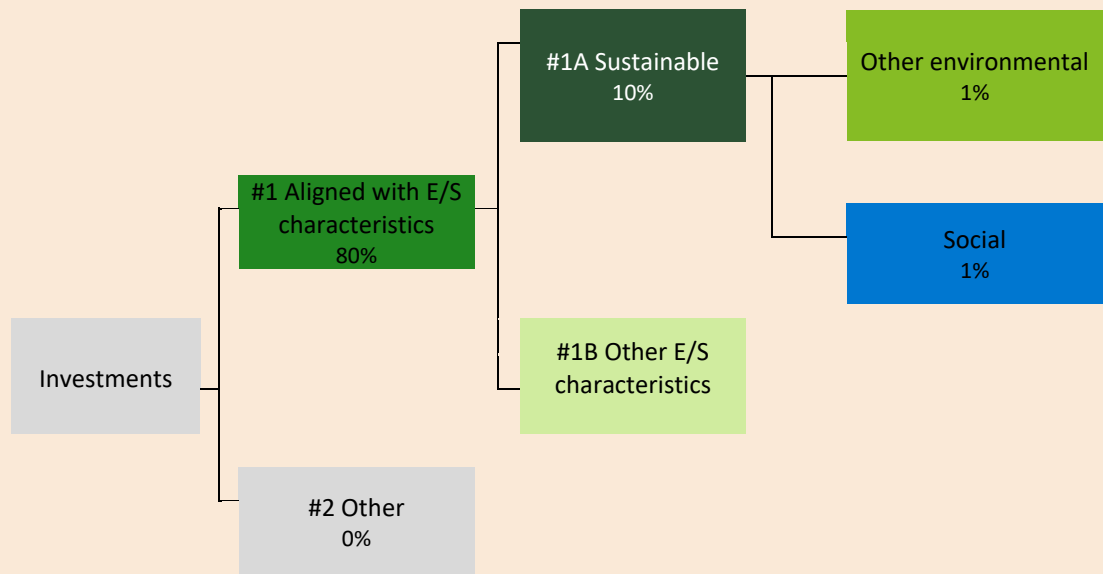 #1A Sustainable
10%
Other environmental
1%
#1 Aligned with E/S
characteristics
80%
Social
1%
Investments
#1B Other E/S
characteristics
#2 Other
0%